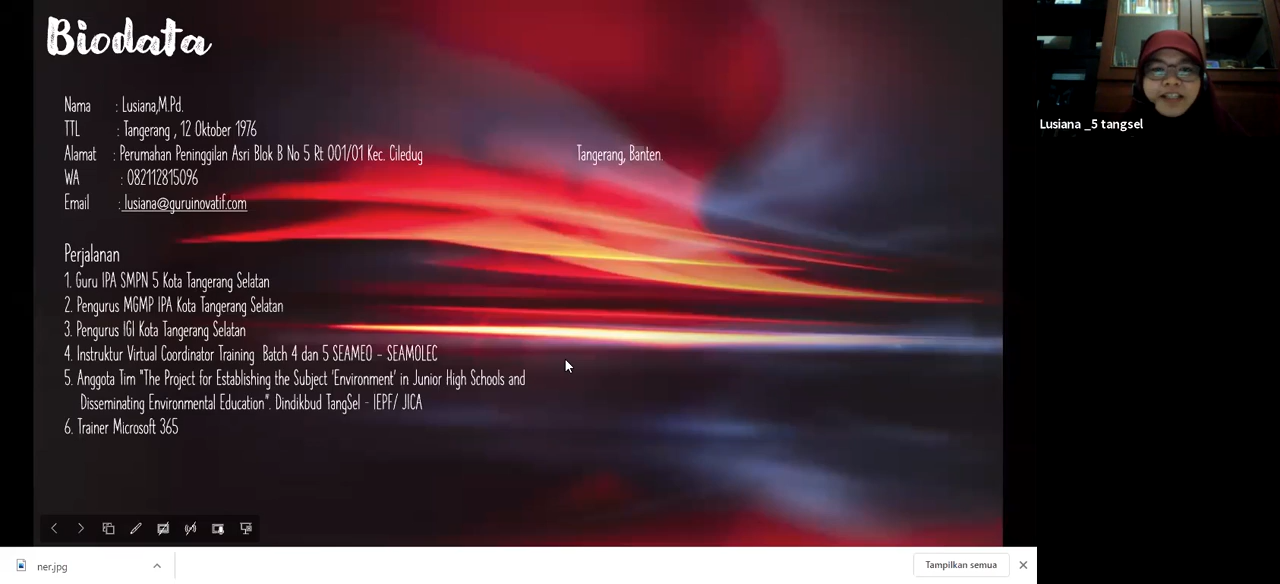 Biodata
Nama : Lusiana,M.Pd.
TTL : Tangerang , 12 Oktober 1976
Alamat : Perumahan Peninggilan Asri Blok B No 5 Rt 001/01 Kec. Ciledug Tangerang, Banten.
WA : 082112815096
Email : lusiana@guruinovatif.com
Perjalanan
1. Guru IPA SMPN 5 Kota Tangerang Selatan
2. Pengurus MGMP IPA Kota Tangerang Selatan
3. Pengurus IGI Kota Tangerang Selatan
4. Instruktur Virtual Coordinator Training Batch 4 dan 5 SEAMEO - SEAMOLEC
5. Anggota Tim "The Project for Establishing the Subject 'Environment' in Junior High Schools and
Disseminating Environmental Education". Dindikbud TangSel - IEPF/ JICA
6. Trainer Microsoft 365
Lusiana _5 tangsel
ner.jpg
Tampilkan semua